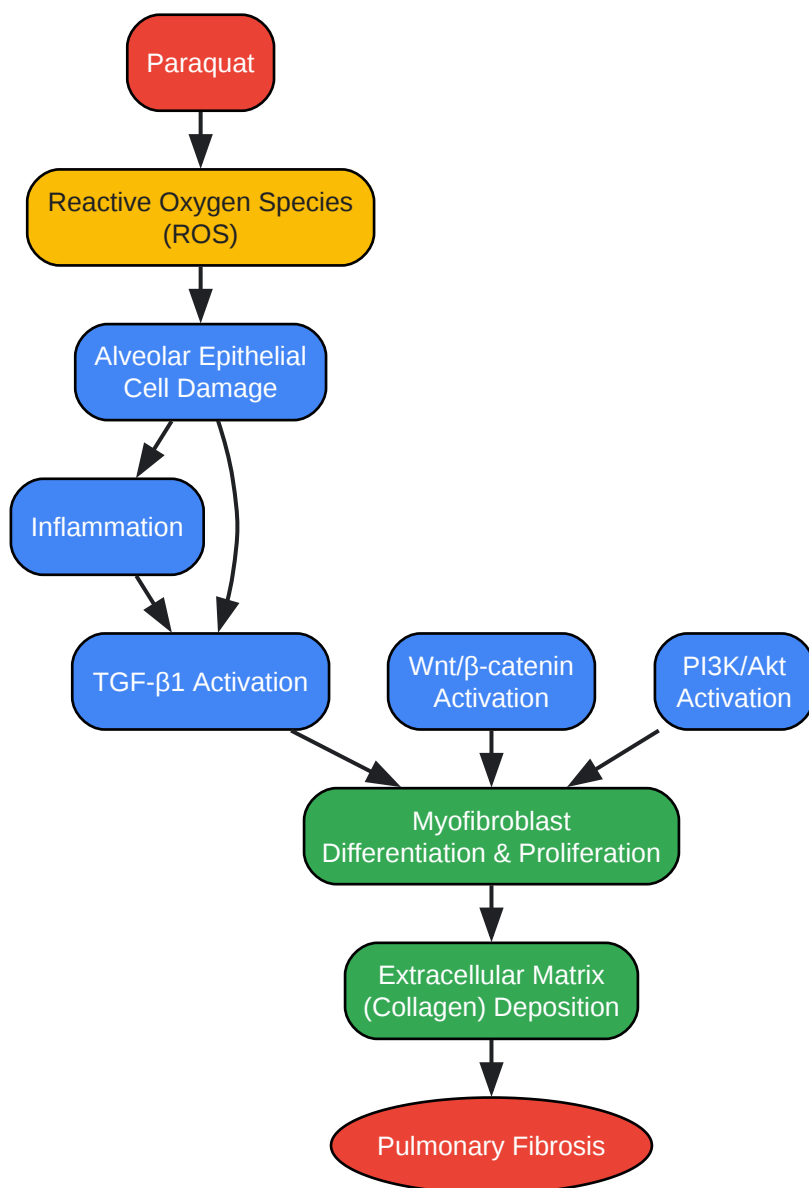 Paraquat
Reactive Oxygen Species
(ROS)
Alveolar Epithelial
Cell Damage
Inflammation
TGF-β1 Activation
Wnt/β-catenin
Activation
PI3K/Akt
Activation
Myofibroblast
Differentiation & Proliferation
Extracellular Matrix
(Collagen) Deposition
Pulmonary Fibrosis